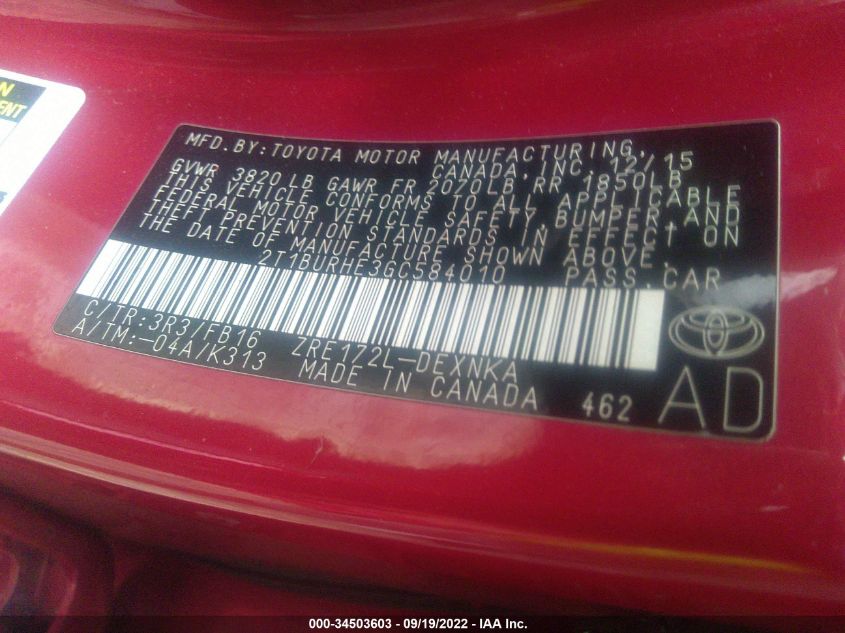 N
ENT
MFD. BY: TOYOTA MOTOR MANUFACTURING,
CANADA, INC. 12/15
GVWR 3820 LB GAWR FR 2070LB RR 1850LB
THIS VEHICLE CONFORMS TO ALL APPLICABLE
FEDERAL MOTOR VEHICLE SAFETY, BUMPER, AND
THEFT PREVENTION STANDARDS IN EFFECT ON
THE DATE OF MANUFACTURE SHOWN ABOVE.
2T1BURHE3GC584010 PASS. CAR
C/TR:3R3/FB16 ZRE172L-DEXNKA
A/TM:-04A/K313 MADE IN CANADA 462
AD
000-34503603 - 09/19/2022 - IAA Inc.